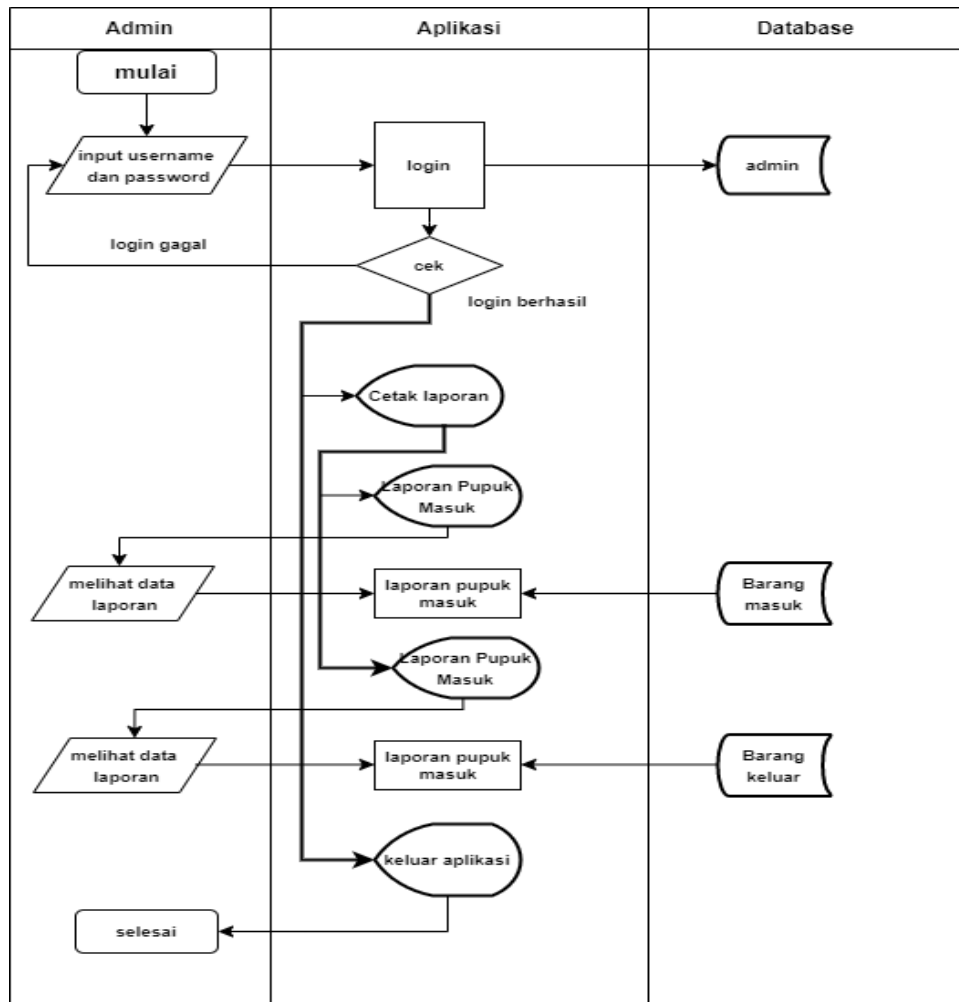 Admin
Aplikasi
Database
mulai
input username
dan password
login
admin
login gagal
cek
login berhasil
Cetak laporan
Laporan Pupuk
Masuk
melihat data
laporan
laporan pupuk
masuk
Barang
masuk
Laporan Pupuk
Masuk
melihat data
laporan
laporan pupuk
masuk
Barang
keluar
keluar aplikasi
selesai